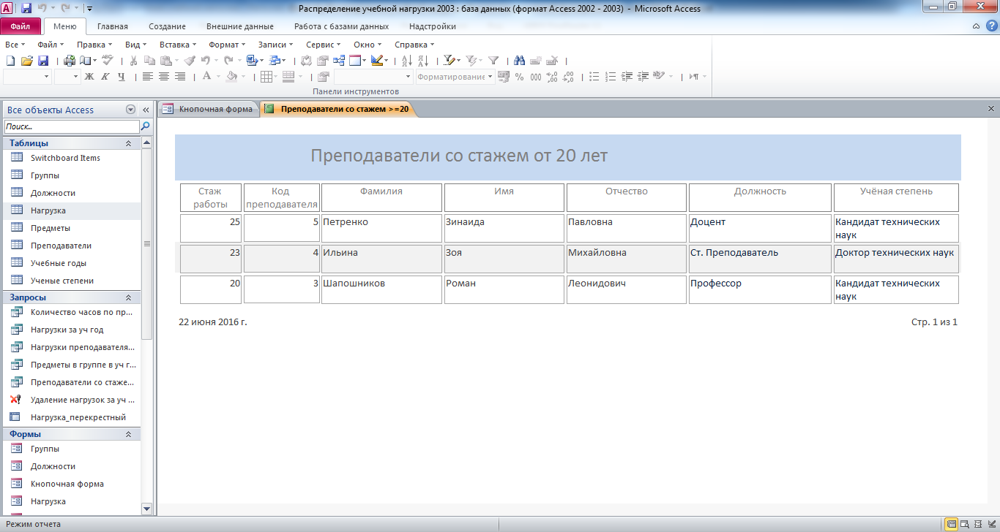 Распределение учебной нагрузки 2003 : база данных (формат Access 2002 - 2003) - Microsoft Access
Файл Меню Главная Создание Внешние данные Работа с базами данных Надстройки
Все Файл Правка Вид Вставка Формат Записи Сервис Окно Справка
Ж К Ч А Форматирование % 000
Панели инструментов
Все объекты Access
Кнопочная форма Преподаватели со стажем >=20
Поиск...
Таблицы
Switchboard Items
Группы
Должности
Нагрузка
Предметы
Преподаватели
Учебные годы
Ученые степени
Запросы
Количество часов по пр...
Нагрузки за уч год
Нагрузки преподавателя...
Предметы в группе в уч г...
Преподаватели со стаже...
Удаление нагрузок за уч ...
Нагрузка_перекрестный
Формы
Группы
Должности
Кнопочная форма
Нагрузка
Преподаватели со стажем от 20 лет
Стаж работы Код преподавателя Фамилия Имя Отчество Должность Учёная степень
25 5 Петренко Зинаида Павловна Доцент Кандидат технических наук
23 4 Ильина Зоя Михайловна Ст. Преподаватель Доктор технических наук
20 3 Шапошников Роман Леонидович Профессор Кандидат технических наук
22 июня 2016 г. Стр. 1 из 1
Режим отчета